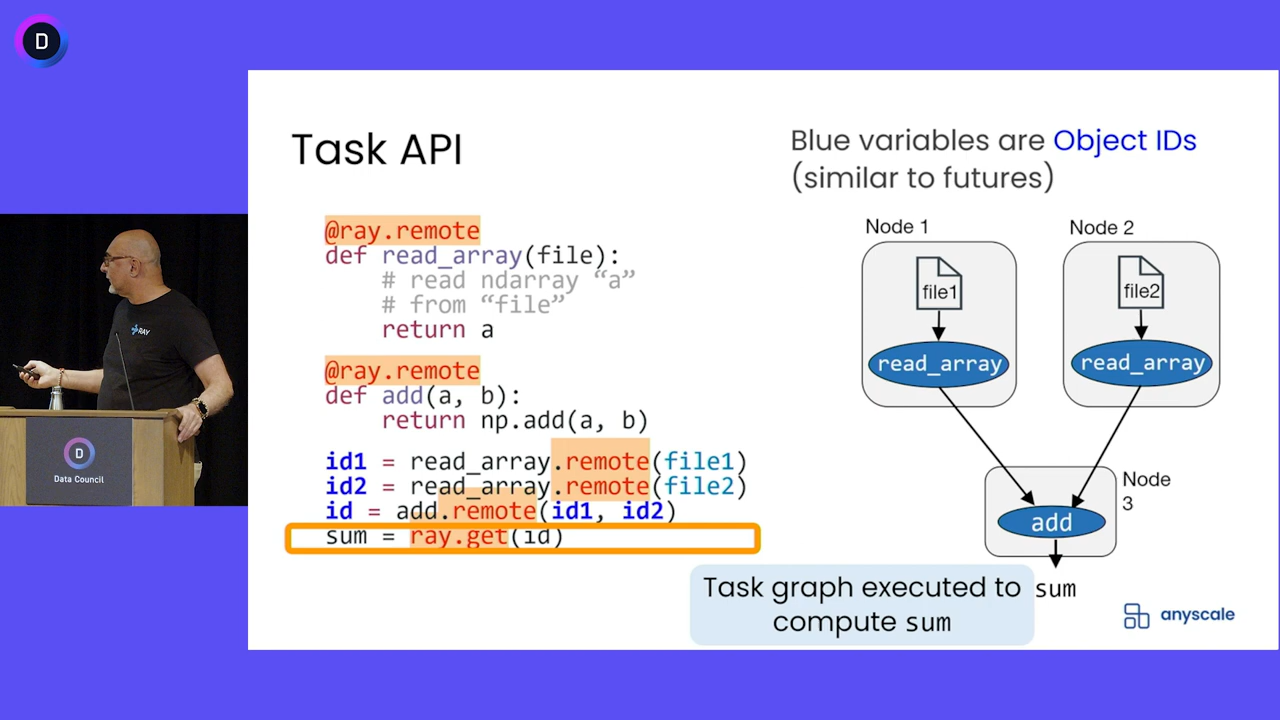 D
Task API
@ray.remote
def read_array(file):
# read ndarray “a”
# from “file”
return a
@ray.remote
def add(a, b):
return np.add(a, b)
id1 = read_array.remote(file1)
id2 = read_array.remote(file2)
id = add.remote(id1, id2)
sum = ray.get(id)
Blue variables are Object IDs
(similar to futures)
Node 1
file1
read_array
Node 2
file2
read_array
Node
3
add
sum
Task graph executed to
compute sum
anyscale
RAY
D
Data Council